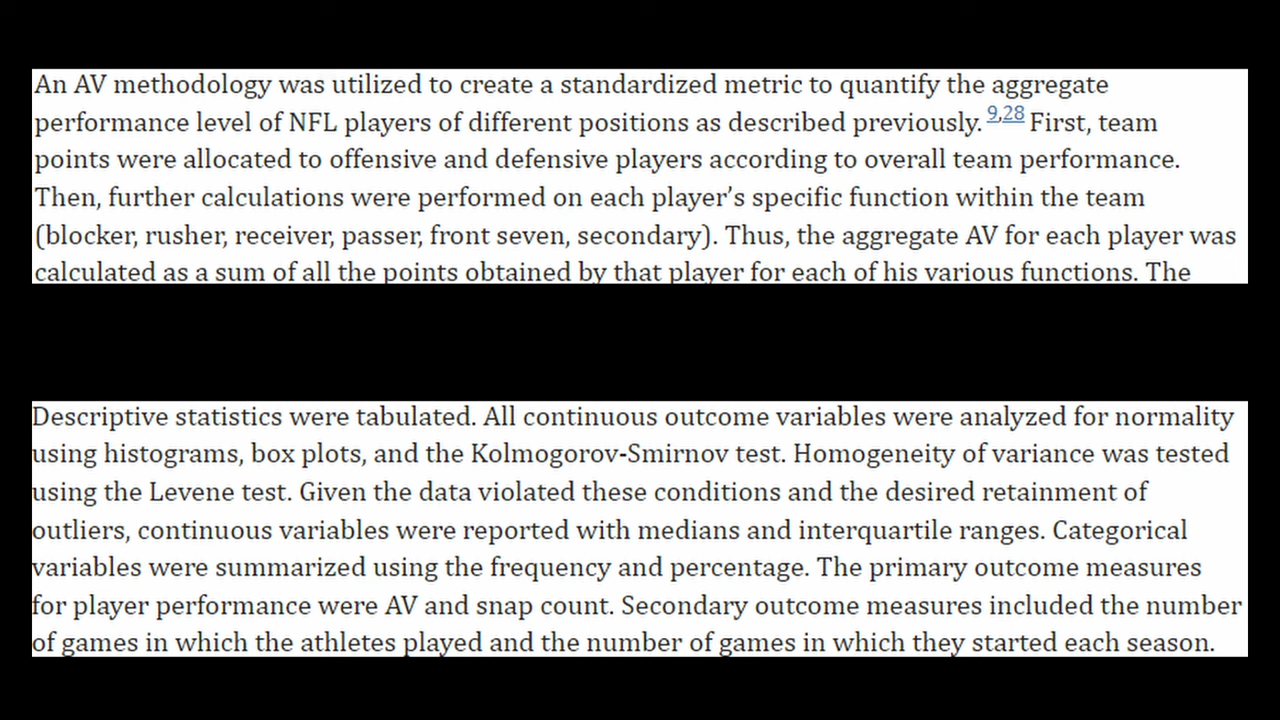 An AV methodology was utilized to create a standardized metric to quantify the aggregate
performance level of NFL players of different positions as described previously. 9,28 First, team
points were allocated to offensive and defensive players according to overall team performance.
Then, further calculations were performed on each player’s specific function within the team
(blocker, rusher, receiver, passer, front seven, secondary). Thus, the aggregate AV for each player was
calculated as a sum of all the points obtained by that player for each of his various functions. The
Descriptive statistics were tabulated. All continuous outcome variables were analyzed for normality
using histograms, box plots, and the Kolmogorov-Smirnov test. Homogeneity of variance was tested
using the Levene test. Given the data violated these conditions and the desired retainment of
outliers, continuous variables were reported with medians and interquartile ranges. Categorical
variables were summarized using the frequency and percentage. The primary outcome measures
for player performance were AV and snap count. Secondary outcome measures included the number
of games in which the athletes played and the number of games in which they started each season.